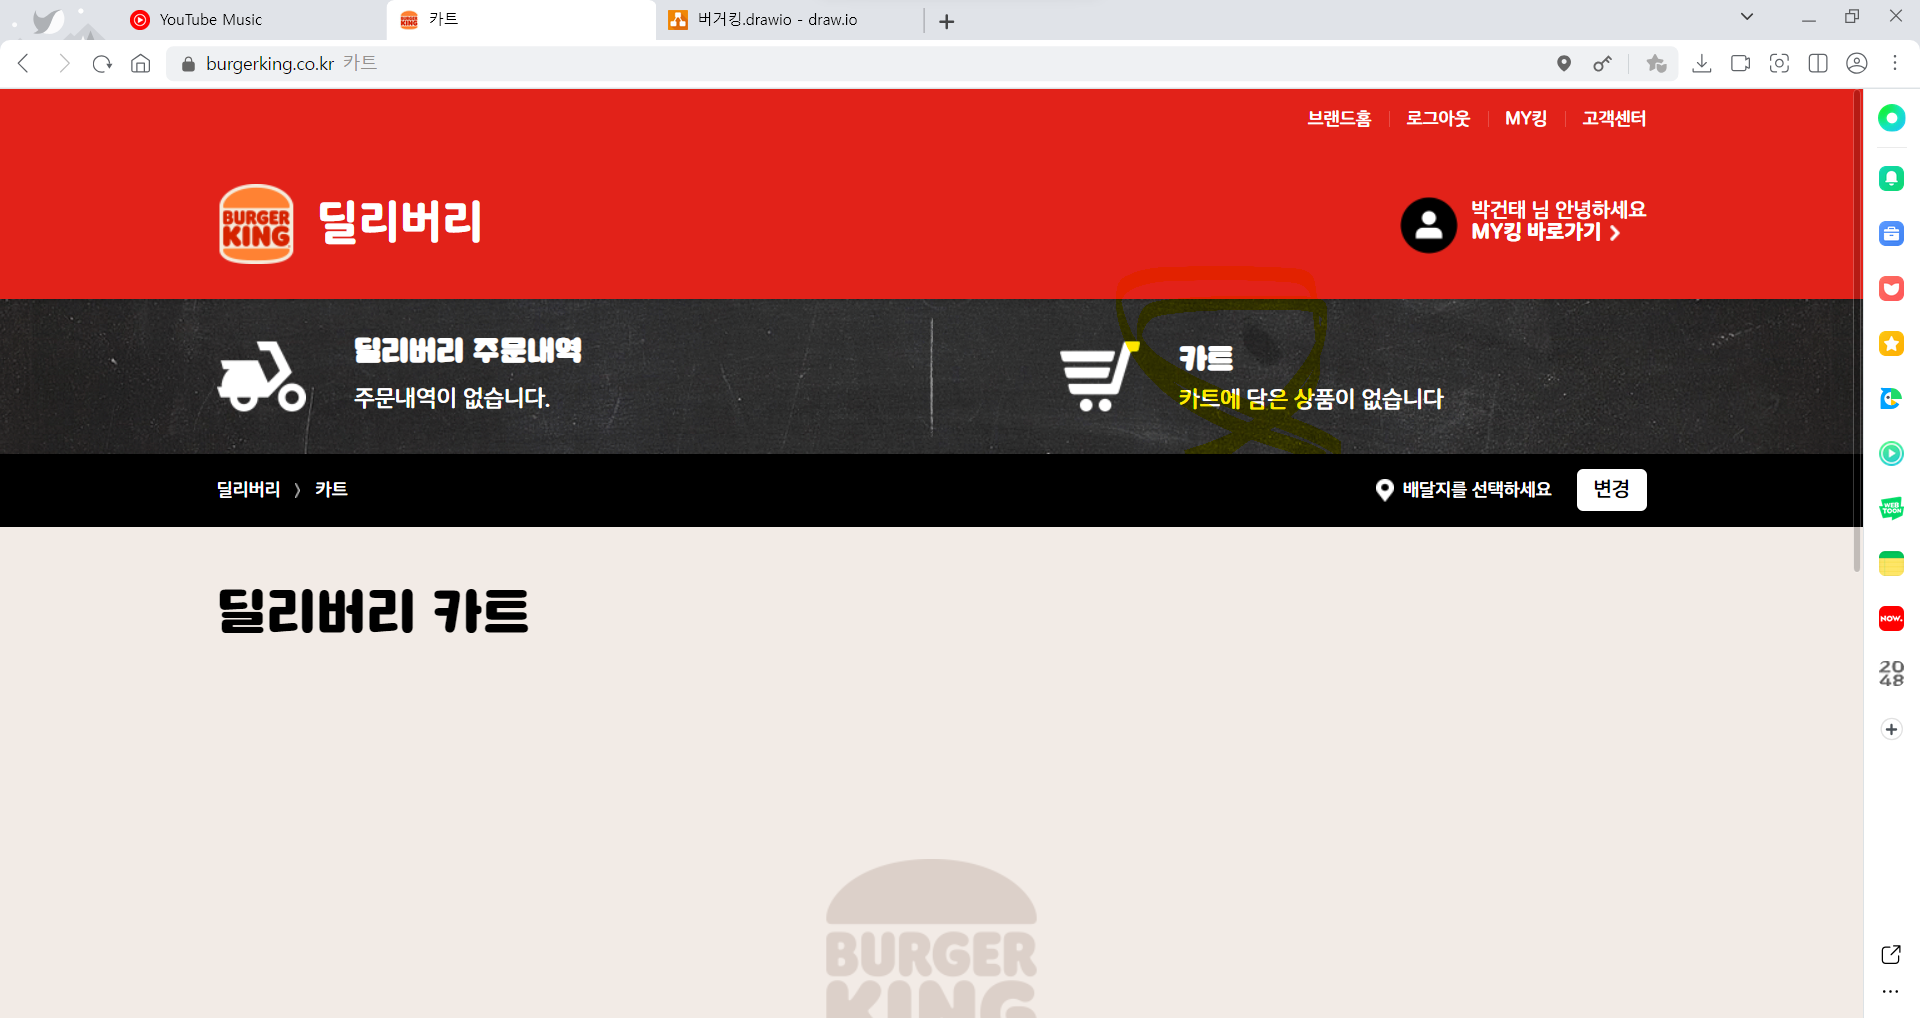 YouTube Music
카트
버거킹.drawio - draw.io
burgerking.co.kr 카트
브랜드홈
로그아웃
MY킹
고객센터
BURGER
KING
딜리버리
박건태 님 안녕하세요
MY킹 바로가기
딜리버리 주문내역
주문내역이 없습니다.
카트
카트에 담은 상품이 없습니다
딜리버리 〉 카트
배달지를 선택하세요
변경
딜리버리 카트
BURGER
KING
WEB
TOON
NOW.
20
48